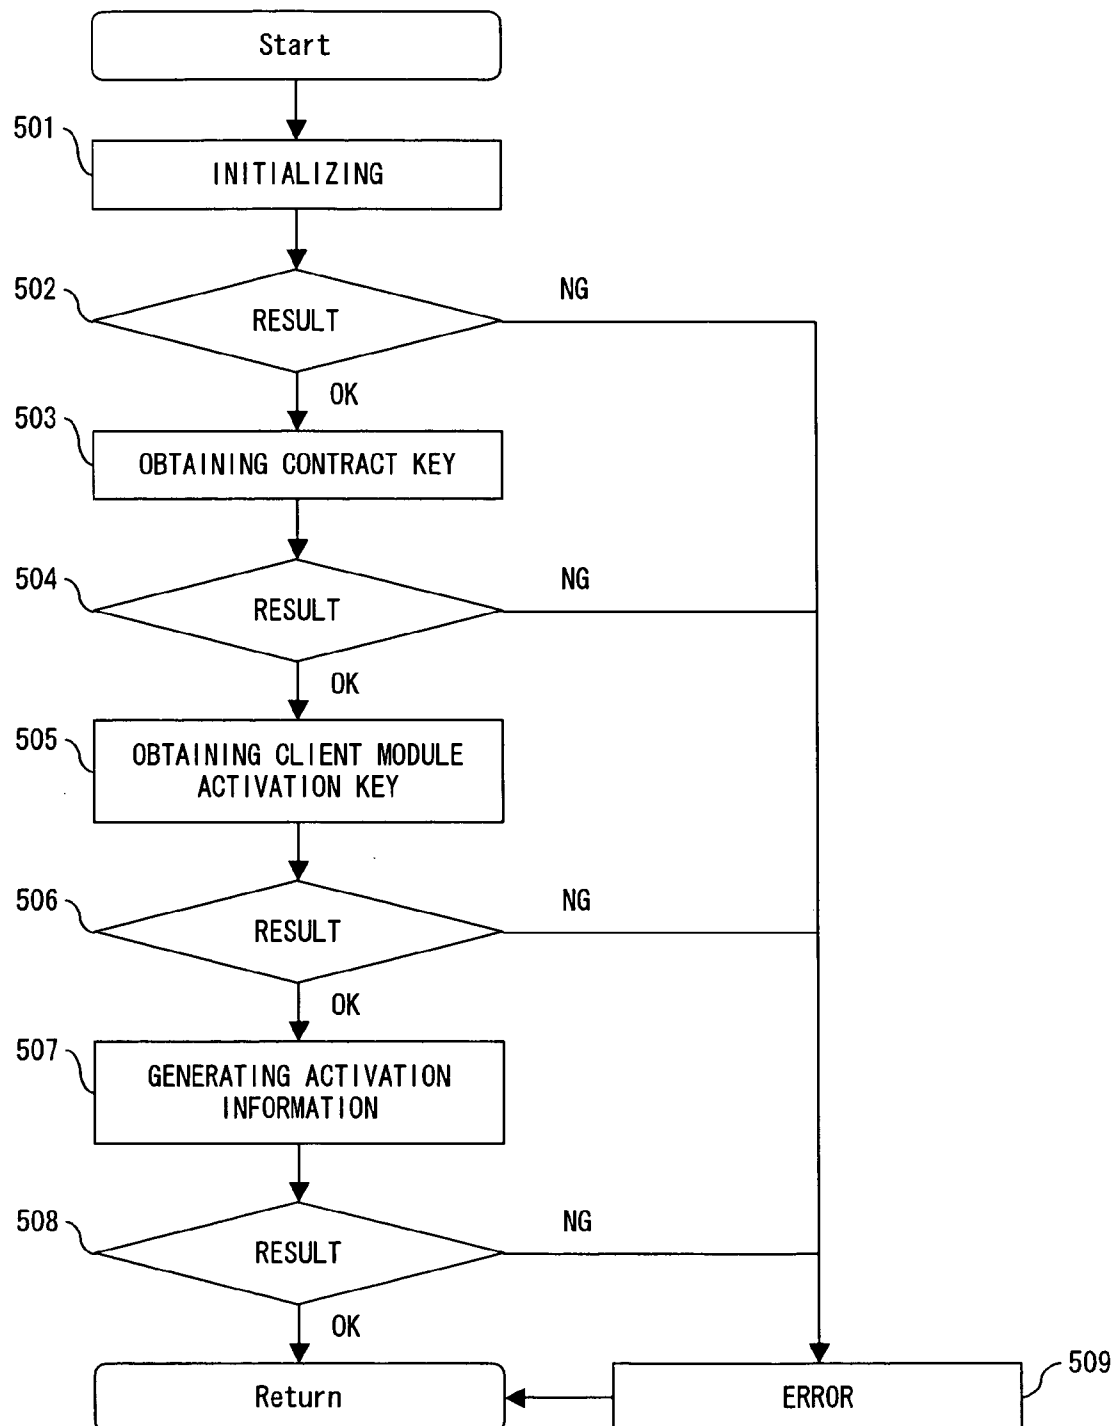 Start
501
INITIALIZING
502
RESULT
NG
OK
503
OBTAINING CONTRACT KEY
504
RESULT
NG
OK
505
OBTAINING CLIENT MODULE
ACTIVATION KEY
506
RESULT
NG
OK
507
GENERATING ACTIVATION
INFORMATION
508
RESULT
NG
OK
Return
ERROR
509